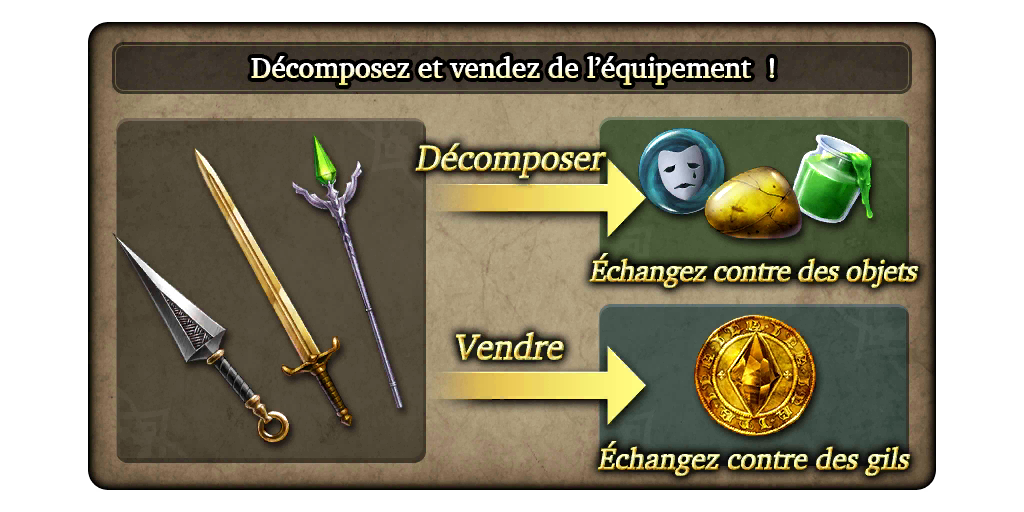 Décomposez et vendez de l'équipement !
Décomposer
Échangez contre des objets
Vendre
Échangez contre des gils